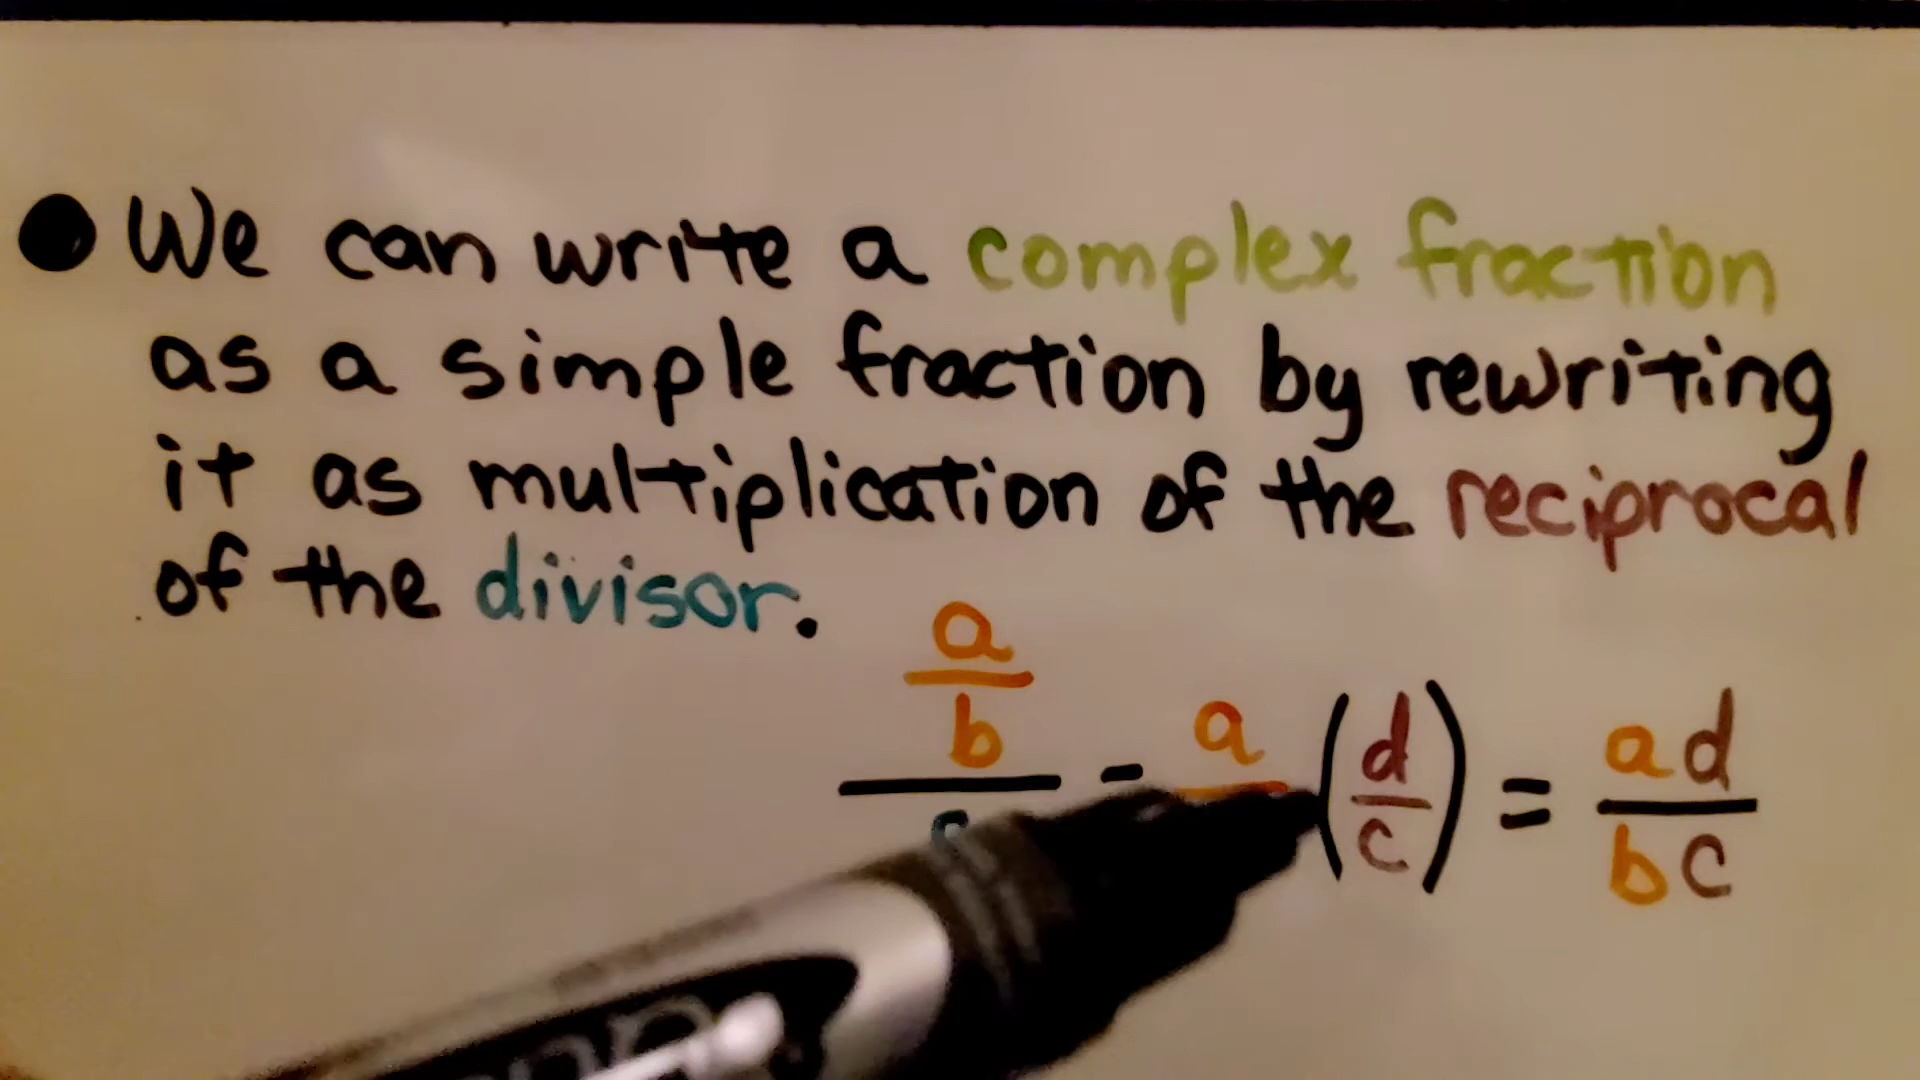 We can write a complex fraction
as a simple fraction by rewriting
it as multiplication of the reciprocal
of the divisor.
a
b
a ( d ) = ad
c bc